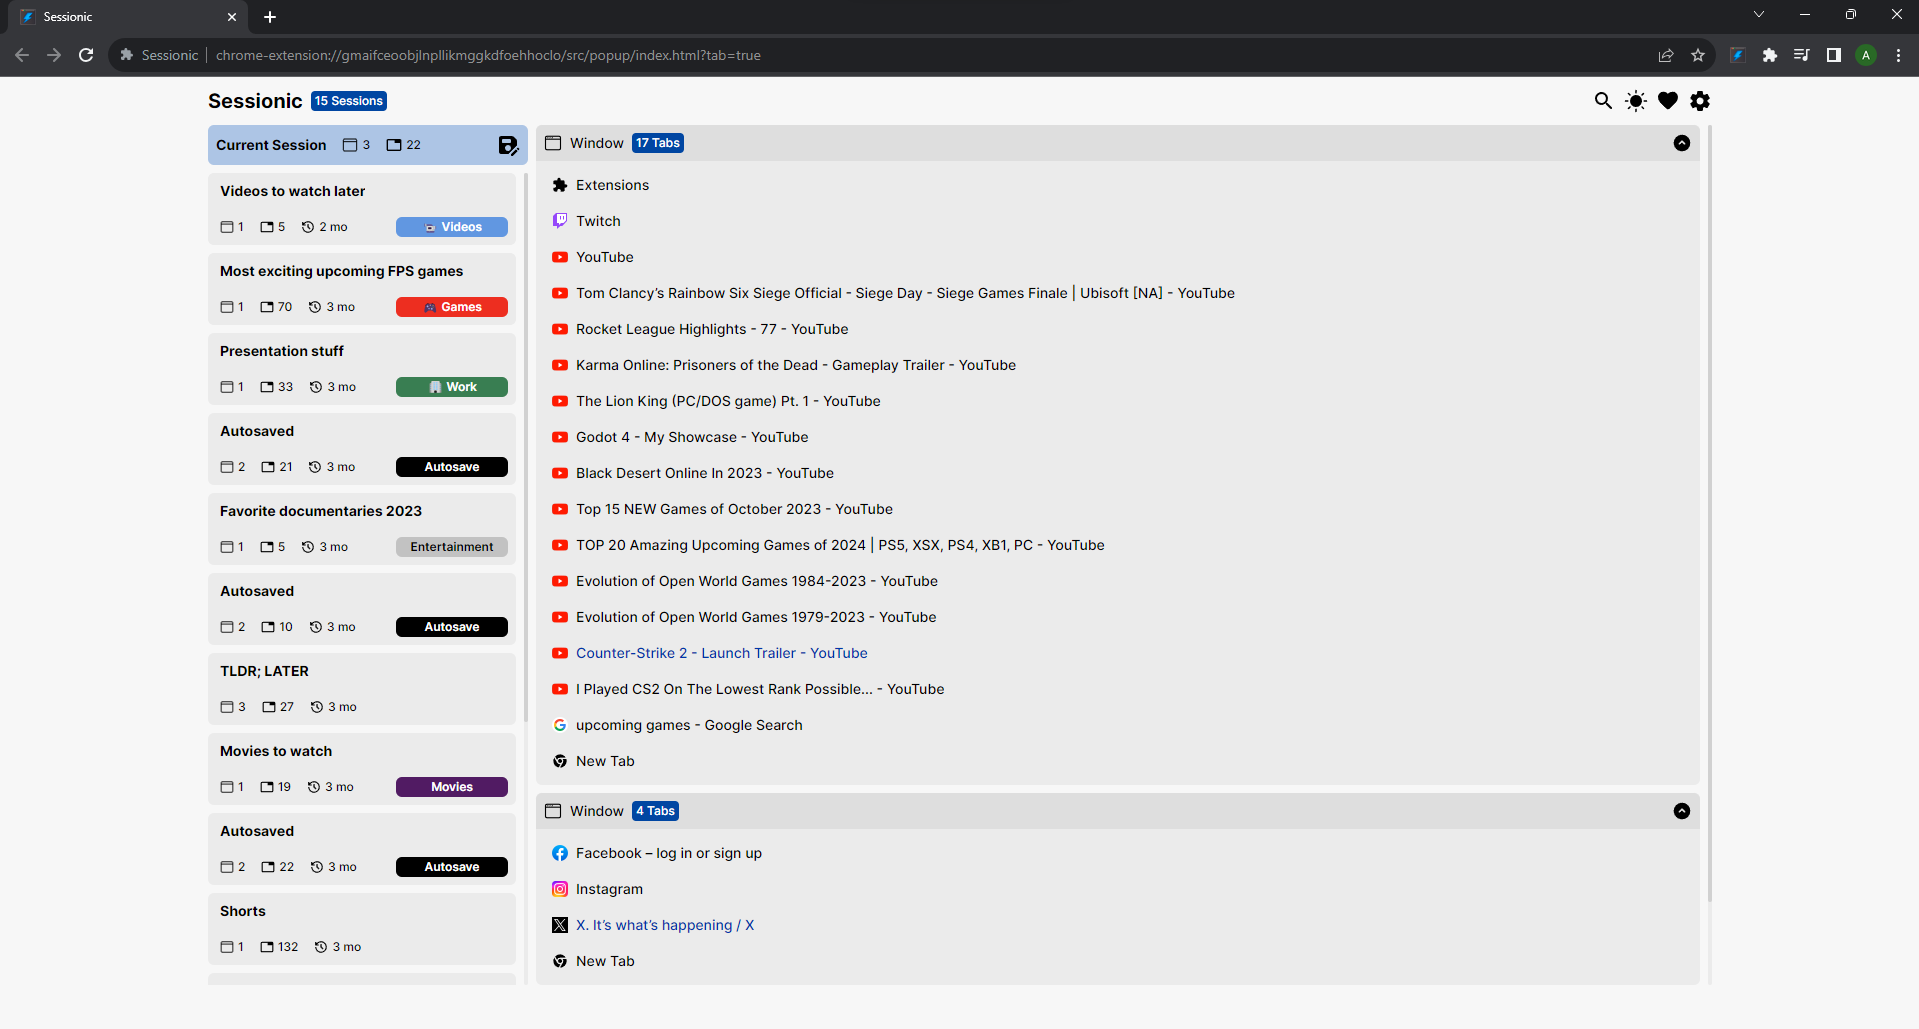 Sessionic
Sessionic chrome-extension://gmaifceoobjlnpllikmggkdfoehhoclo/src/popup/index.html?tab=true
A
Sessionic 15 Sessions
Current Session 3 22
Videos to watch later
1 5 2 mo Videos
Most exciting upcoming FPS games
1 70 3 mo Games
Presentation stuff
1 33 3 mo Work
Autosaved
2 21 3 mo Autosave
Favorite documentaries 2023
1 5 3 mo Entertainment
Autosaved
2 10 3 mo Autosave
TLDR; LATER
3 27 3 mo
Movies to watch
1 19 3 mo Movies
Autosaved
2 22 3 mo Autosave
Shorts
1 132 3 mo
Window 17 Tabs
Extensions
Twitch
YouTube
Tom Clancy’s Rainbow Six Siege Official - Siege Day - Siege Games Finale | Ubisoft [NA] - YouTube
Rocket League Highlights - 77 - YouTube
Karma Online: Prisoners of the Dead - Gameplay Trailer - YouTube
The Lion King (PC/DOS game) Pt. 1 - YouTube
Godot 4 - My Showcase - YouTube
Black Desert Online In 2023 - YouTube
Top 15 NEW Games of October 2023 - YouTube
TOP 20 Amazing Upcoming Games of 2024 | PS5, XSX, PS4, XB1, PC - YouTube
Evolution of Open World Games 1984-2023 - YouTube
Evolution of Open World Games 1979-2023 - YouTube
Counter-Strike 2 - Launch Trailer - YouTube
I Played CS2 On The Lowest Rank Possible... - YouTube
upcoming games - Google Search
New Tab
Window 4 Tabs
Facebook – log in or sign up
Instagram
X. It’s what’s happening / X
New Tab